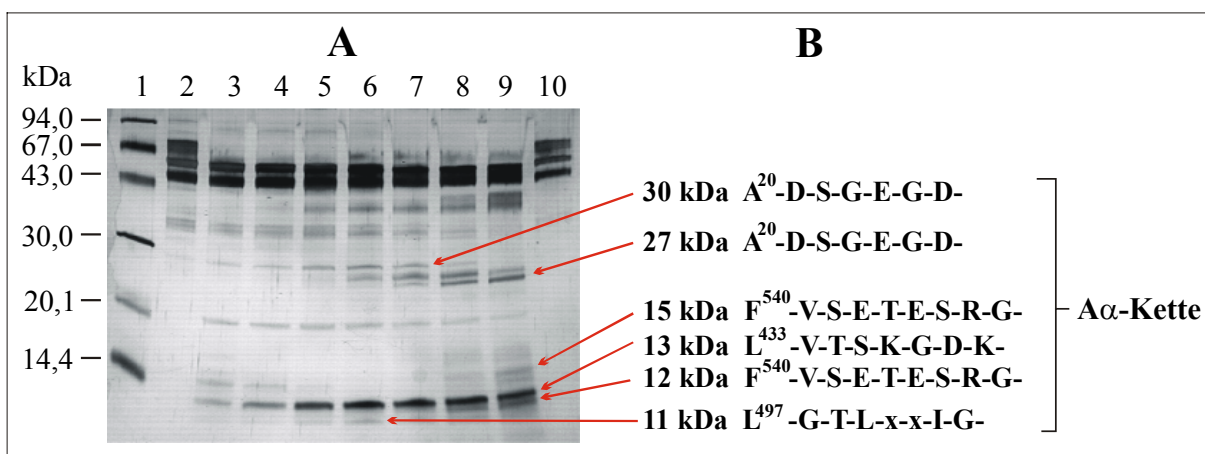 A B
kDa 1 2 3 4 5 6 7 8 9 10
94,0
67,0
43,0
30,0
20,1
14,4
30 kDa A²⁰-D-S-G-E-G-D-
27 kDa A²⁰-D-S-G-E-G-D-
15 kDa F⁵⁴⁰-V-S-E-T-E-S-R-G-
13 kDa L⁴³³-V-T-S-K-G-D-K-
12 kDa F⁵⁴⁰-V-S-E-T-E-S-R-G-
11 kDa L⁴⁹⁷-G-T-L-x-x-I-G-
Aα-Kette